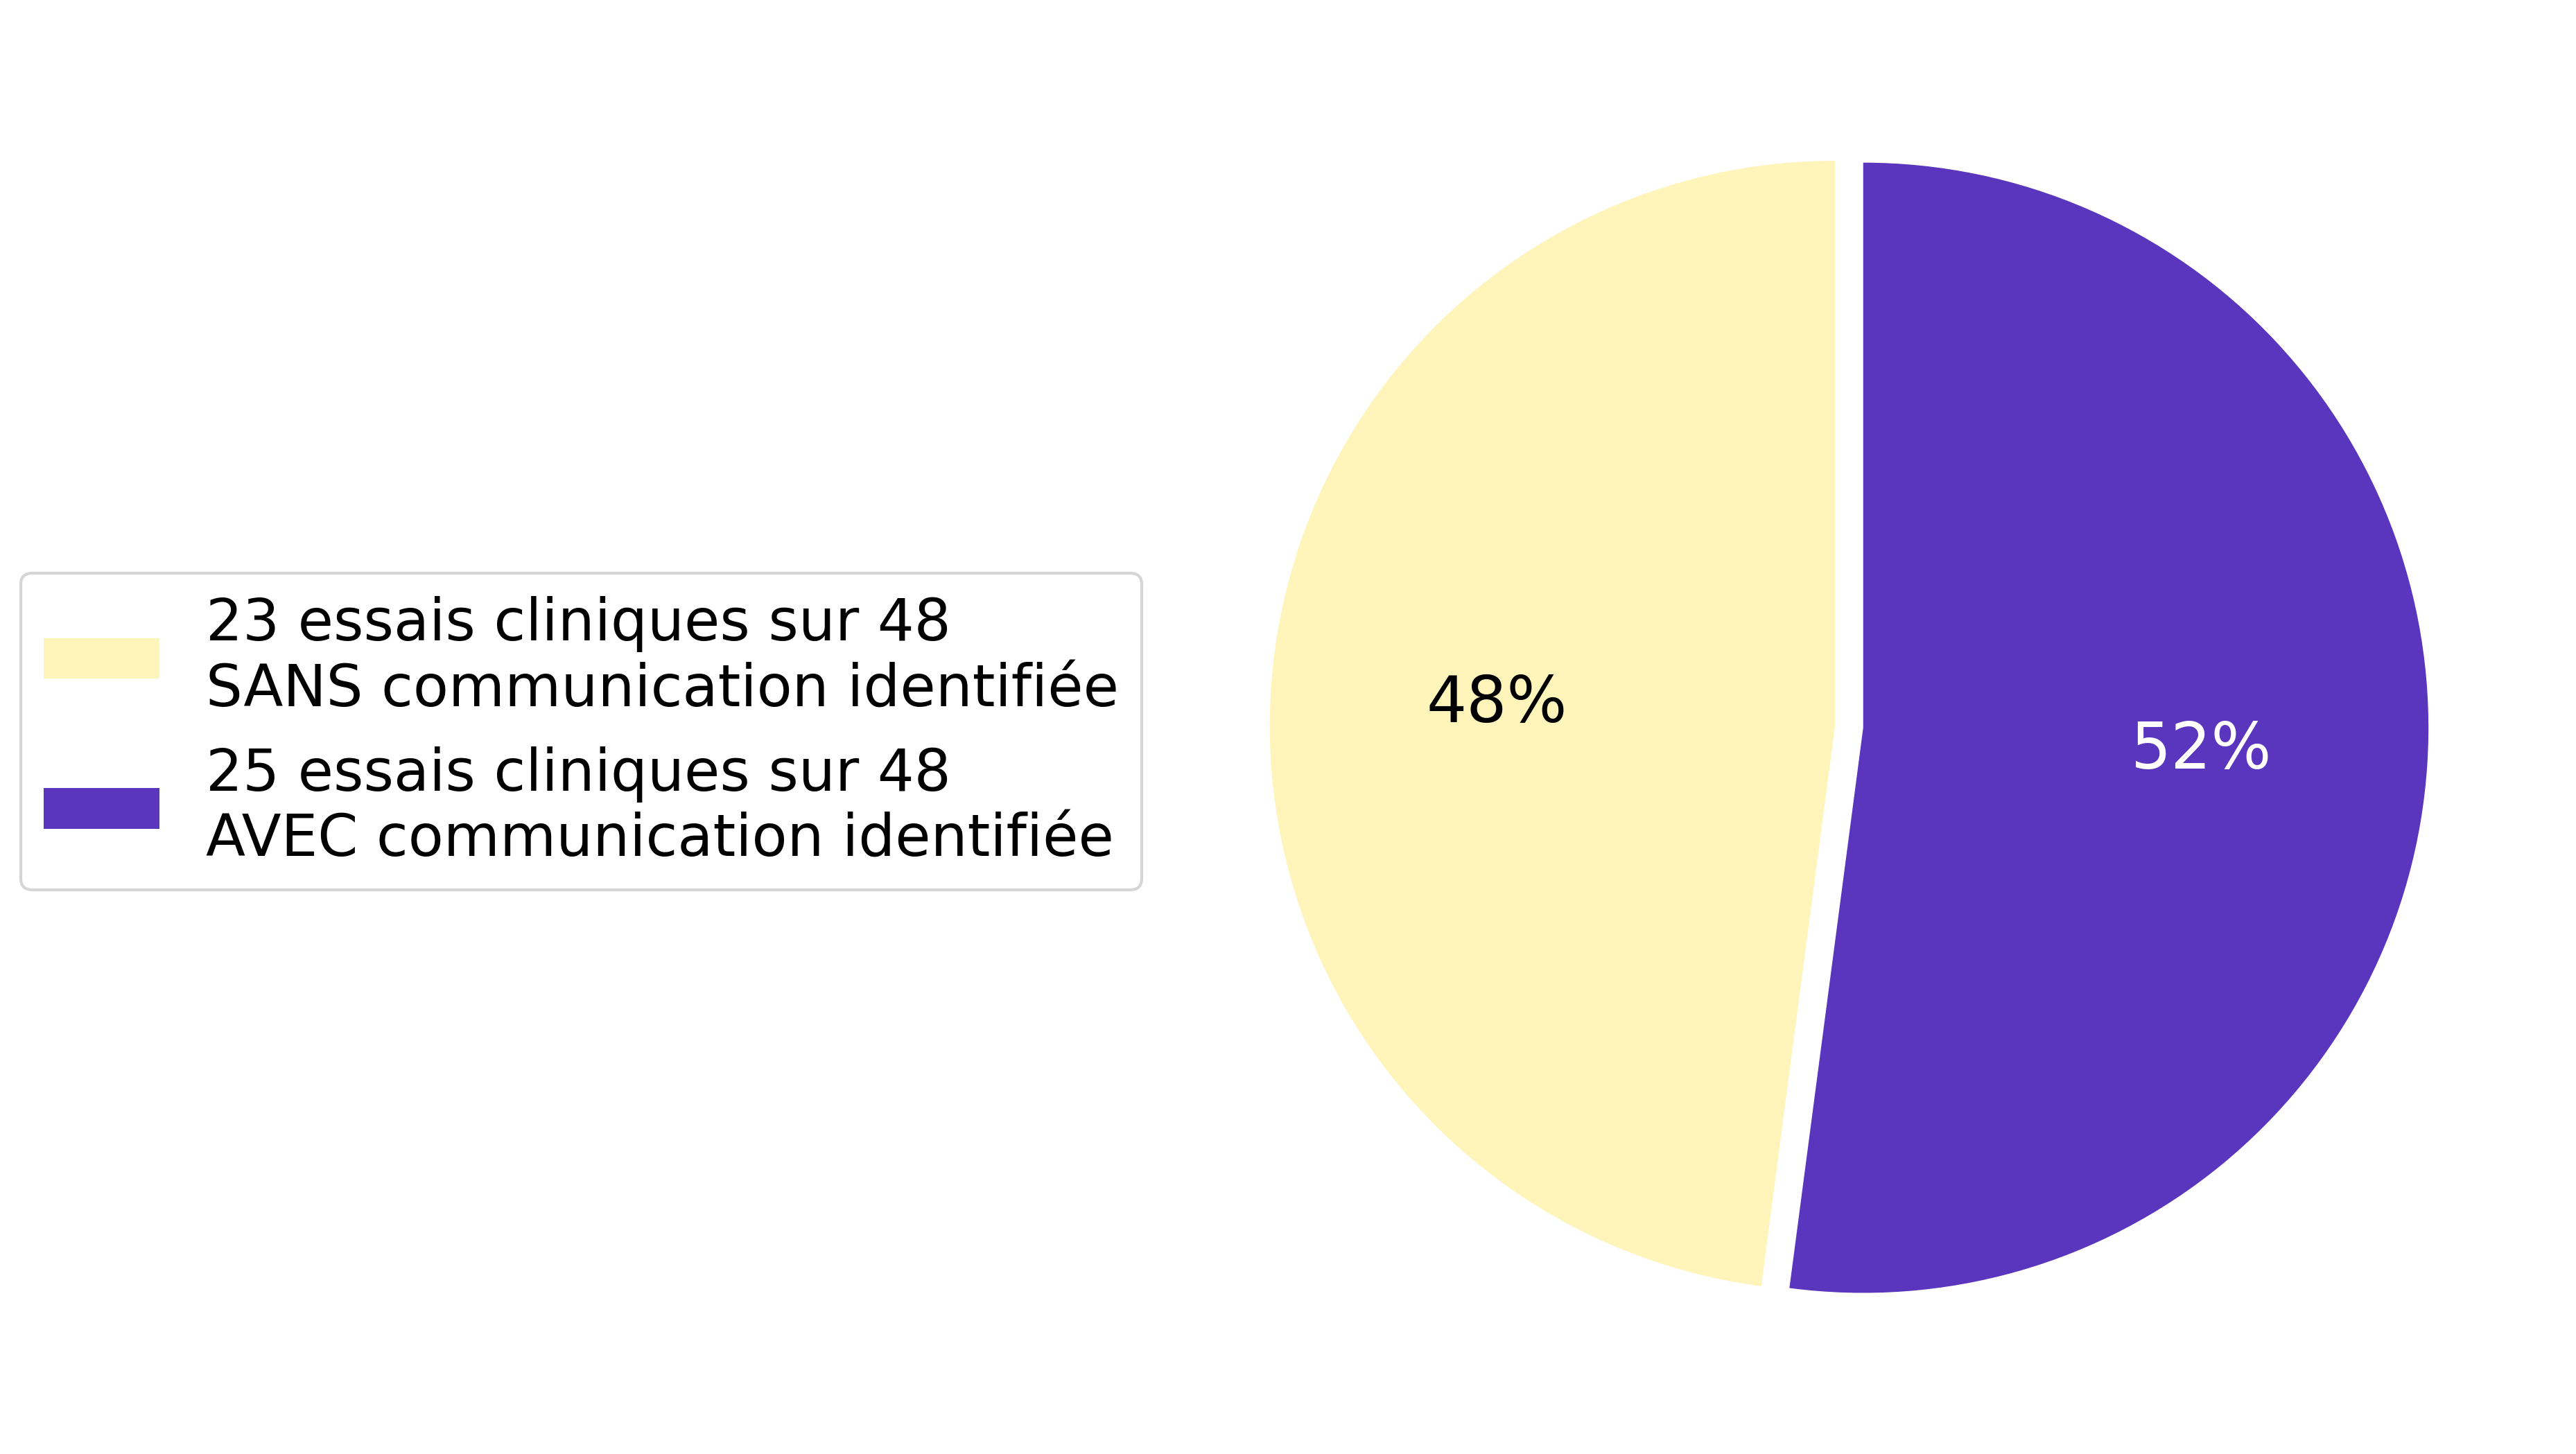 23 essais cliniques sur 48
SANS communication identifiée
25 essais cliniques sur 48
AVEC communication identifiée
48%
52%